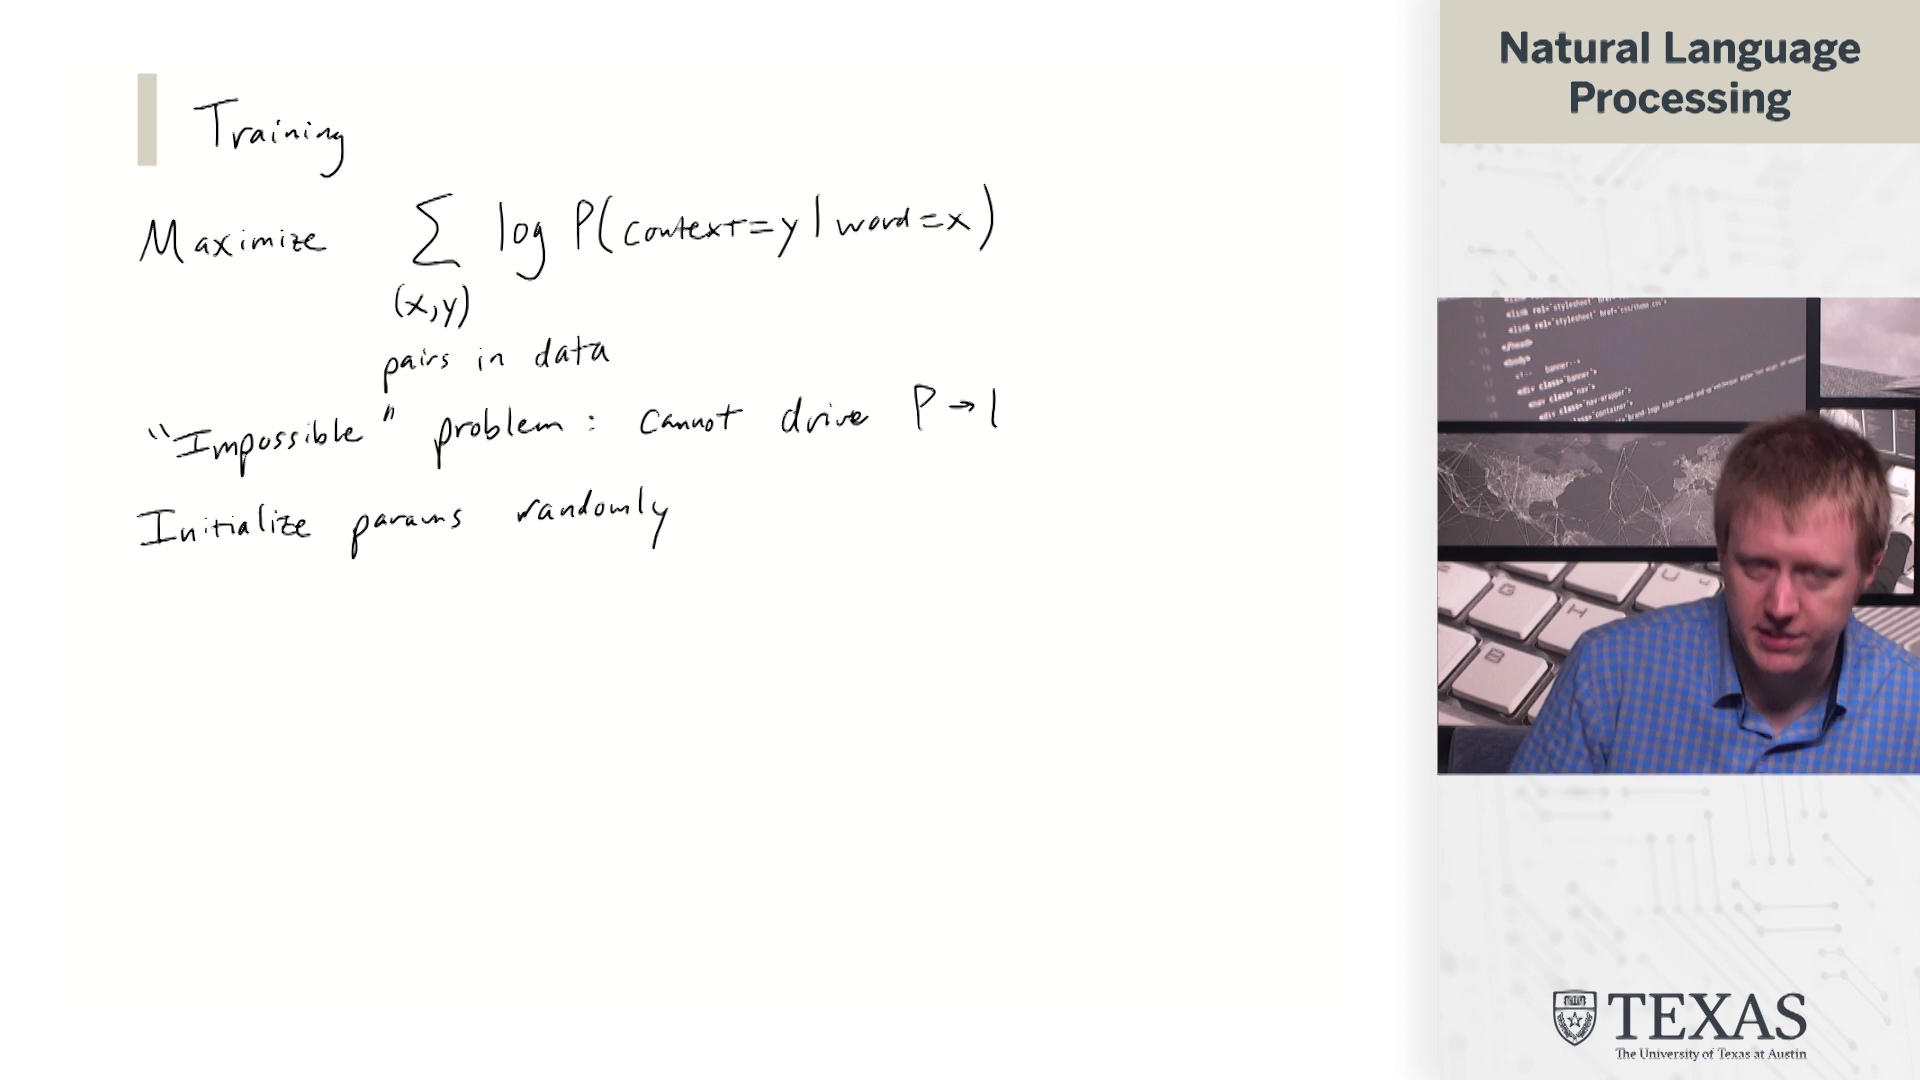 Natural Language
Processing
Training
Maximize ∑ log P(context=y | word=x)
(x,y)
pairs in data
"Impossible" problem: cannot drive P→1
Initialize params randomly
TEXAS
The University of Texas at Austin